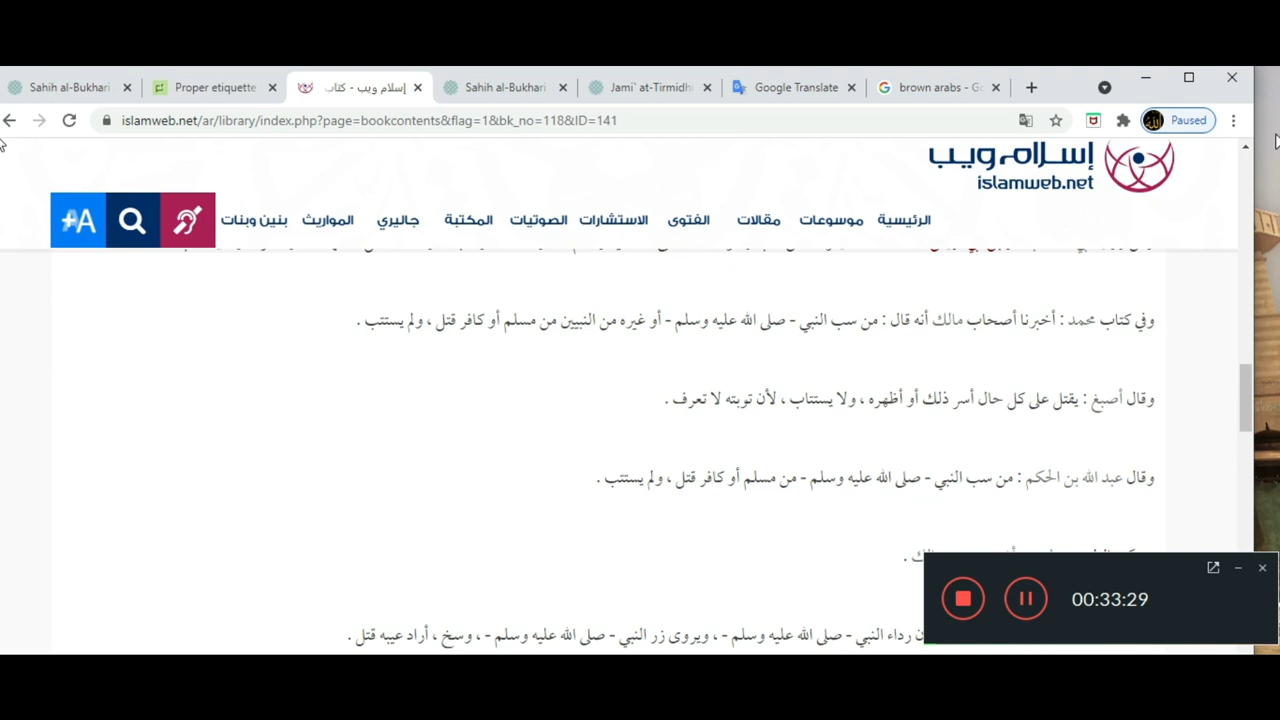 Sahih al-Bukhari
Proper etiquette
إسلام ويب - كتاب
Sahih al-Bukhari
Jami` at-Tirmidhi
Google Translate
brown arabs - Go
islamweb.net/ar/library/index.php?page=bookcontents&flag=1&bk_no=118&ID=141
Paused
إسلام ويب
islamweb.net
+A
الرئيسية موسوعات مقالات الفتوى الاستشارات الصوتيات المكتبة جاليري المواريث بنين وبنات
وفي كتاب محمد : أخبرنا أصحاب مالك أنه قال : من سب النبي - صلى الله عليه وسلم - أو غيره من النبيين من مسلم أو كافر قتل ، ولم يستتب .
وقال أصبغ : يقتل على كل حال أسر ذلك أو أظهره ، ولا يستتاب ، لأن توبته لا تعرف .
وقال عبد الله بن الحكم : من سب النبي - صلى الله عليه وسلم - من مسلم أو كافر قتل ، ولم يستتب .
رداء النبي - صلى الله عليه وسلم - ، ويروى زر النبي - صلى الله عليه وسلم - ، وسخ ، أراد عيبه قتل .
00:33:29